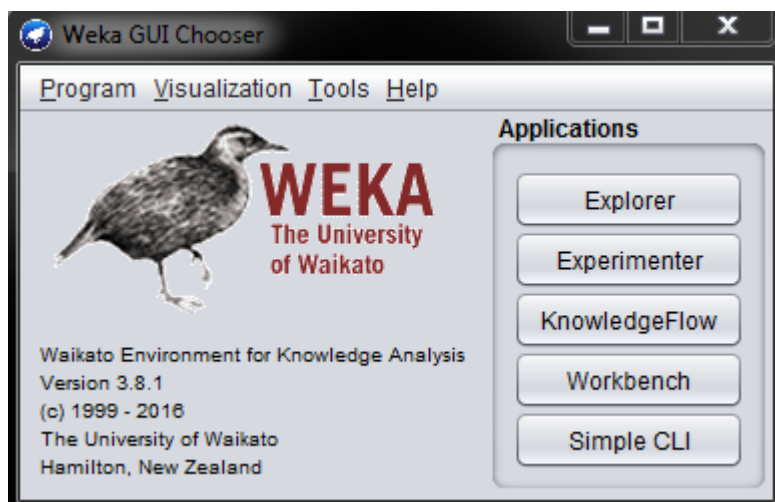 Weka GUI Chooser
Program Visualization Tools Help
WEKA
The University
of Waikato
Waikato Environment for Knowledge Analysis
Version 3.8.1
(c) 1999 - 2016
The University of Waikato
Hamilton, New Zealand
Applications
Explorer
Experimenter
KnowledgeFlow
Workbench
Simple CLI